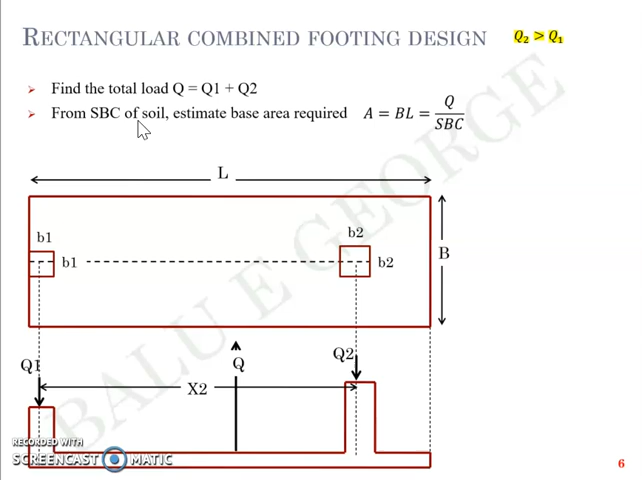 RECTANGULAR COMBINED FOOTING DESIGN Q₂ > Q₁
Find the total load Q = Q1 + Q2
From SBC of soil, estimate base area required A = BL = Q/SBC
L
b1
b1
b2
b2
B
Q1
Q
Q2
X2
BALU E GEORGE
RECORDED WITH
SCREENCAST MATIC
6